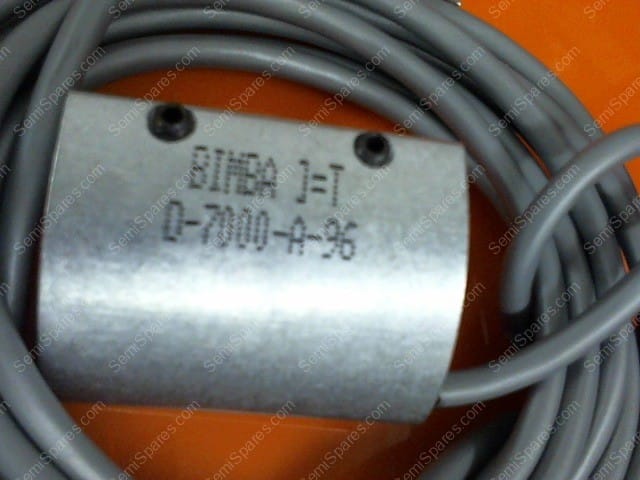 BIMBA ]=T
D-7000-A-96
SemiSpares.com